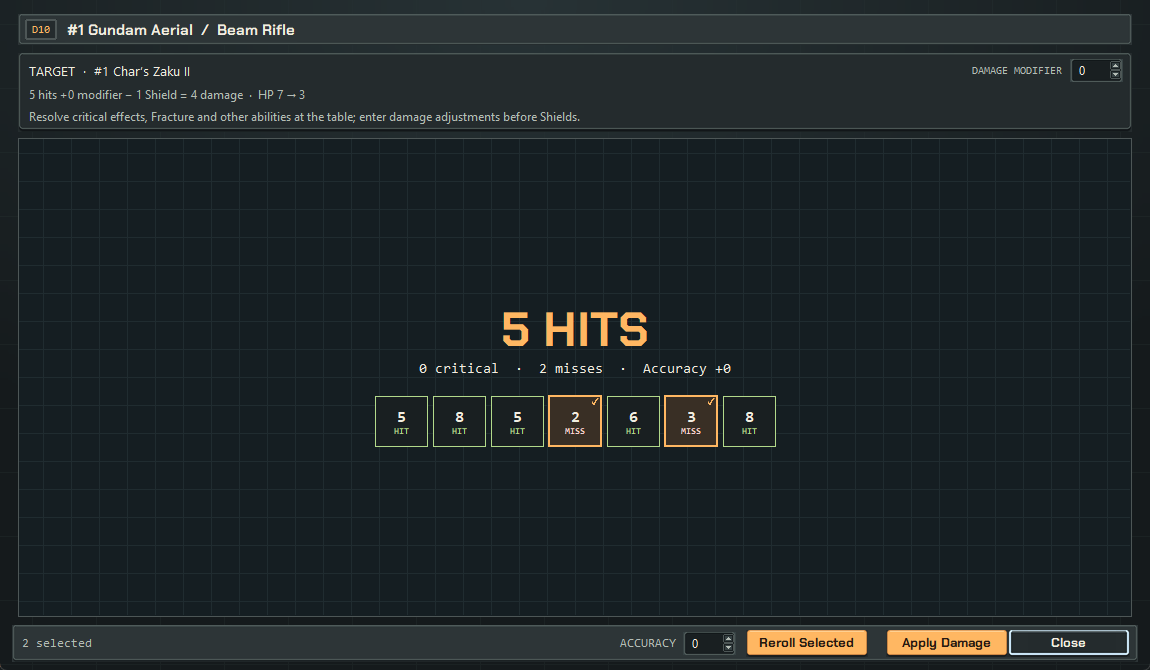 D10 #1 Gundam Aerial / Beam Rifle
TARGET · #1 Char's Zaku II DAMAGE MODIFIER 0
5 hits +0 modifier − 1 Shield = 4 damage · HP 7 → 3
Resolve critical effects, Fracture and other abilities at the table; enter damage adjustments before Shields.
5 HITS
0 critical · 2 misses · Accuracy +0
5 8 5 2 6 3 8
HIT HIT HIT MISS HIT MISS HIT
2 selected ACCURACY 0 Reroll Selected Apply Damage Close